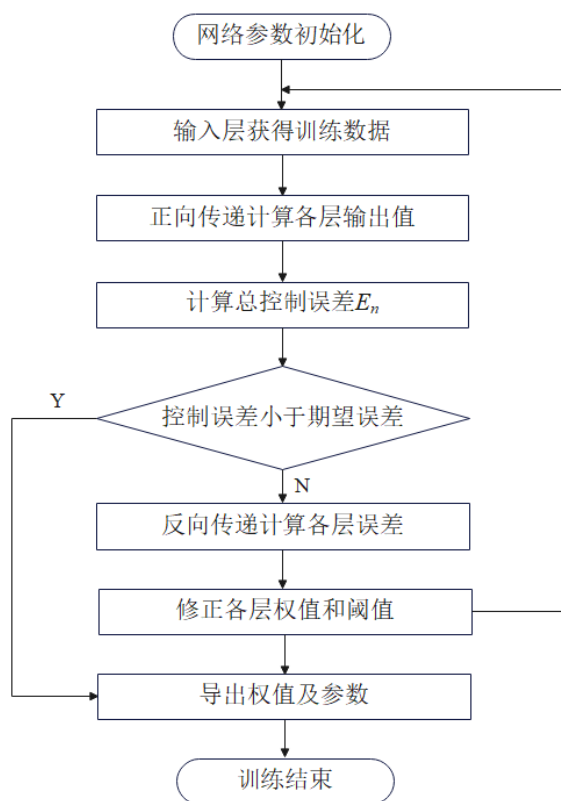 网络参数初始化
输入层获得训练数据
正向传递计算各层输出值
计算总控制误差Eₙ
Y
控制误差小于期望误差
N
反向传递计算各层误差
修正各层权值和阈值
导出权值及参数
训练结束